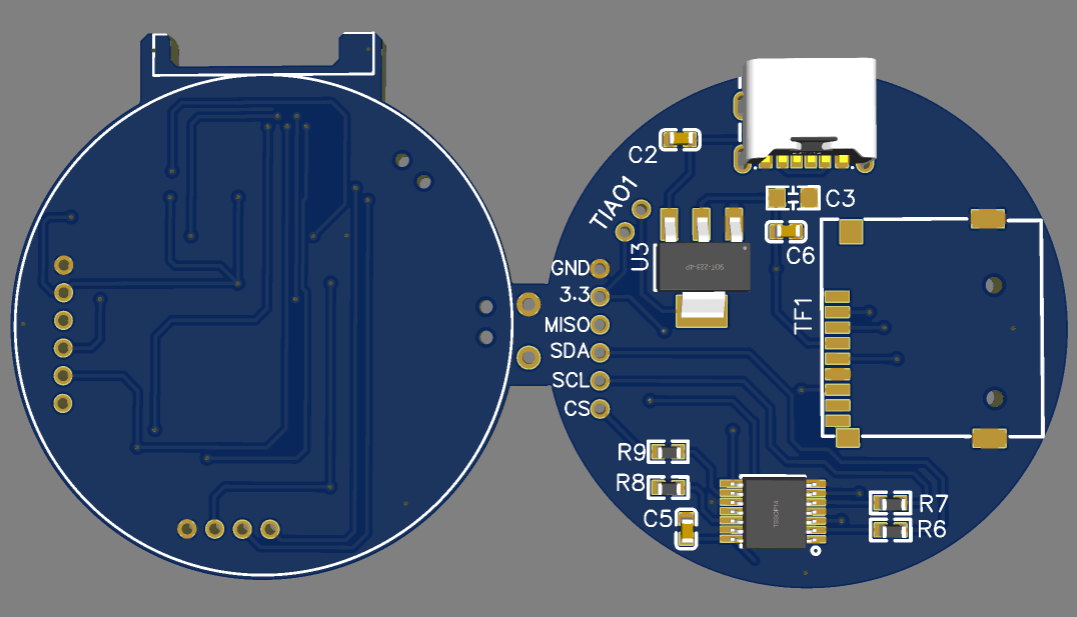 C2
TIAO1
C3
C6
U3
SOT-223-4P
GND
3.3
MISO
SDA
SCL
CS
TF1
R9
R8
C5
TSSOP14
R7
R6